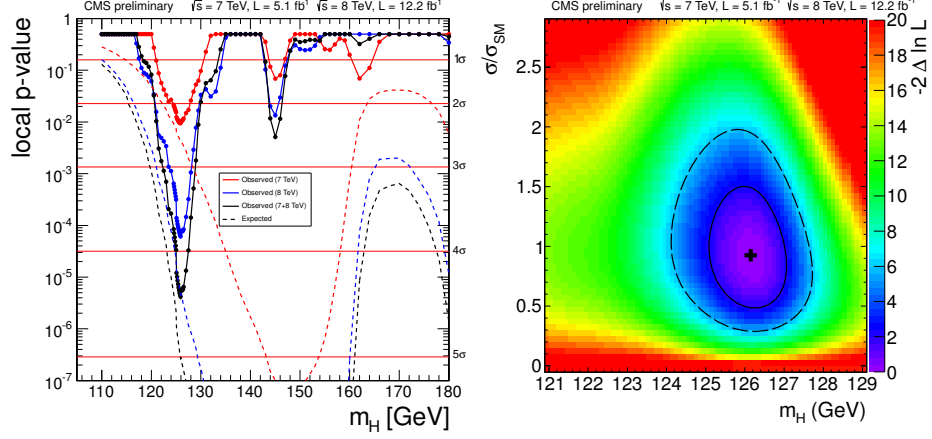 CMS preliminary √s = 7 TeV, L = 5.1 fb⁻¹ √s = 8 TeV, L = 12.2 fb⁻¹
local p-value
1
10⁻¹
10⁻²
10⁻³
10⁻⁴
10⁻⁵
10⁻⁶
10⁻⁷
1σ
2σ
3σ
4σ
5σ
Observed (7 TeV)
Observed (8 TeV)
Observed (7+8 TeV)
Expected
110 120 130 140 150 160 170 180
m_H [GeV]
CMS preliminary √s = 7 TeV, L = 5.1 fb⁻¹ √s = 8 TeV, L = 12.2 fb⁻¹
σ/σ_SM
2.5
2
1.5
1
0.5
0
121 122 123 124 125 126 127 128 129
m_H (GeV)
20
18
16
14
12
10
8
6
4
2
0
-2 Δ ln L